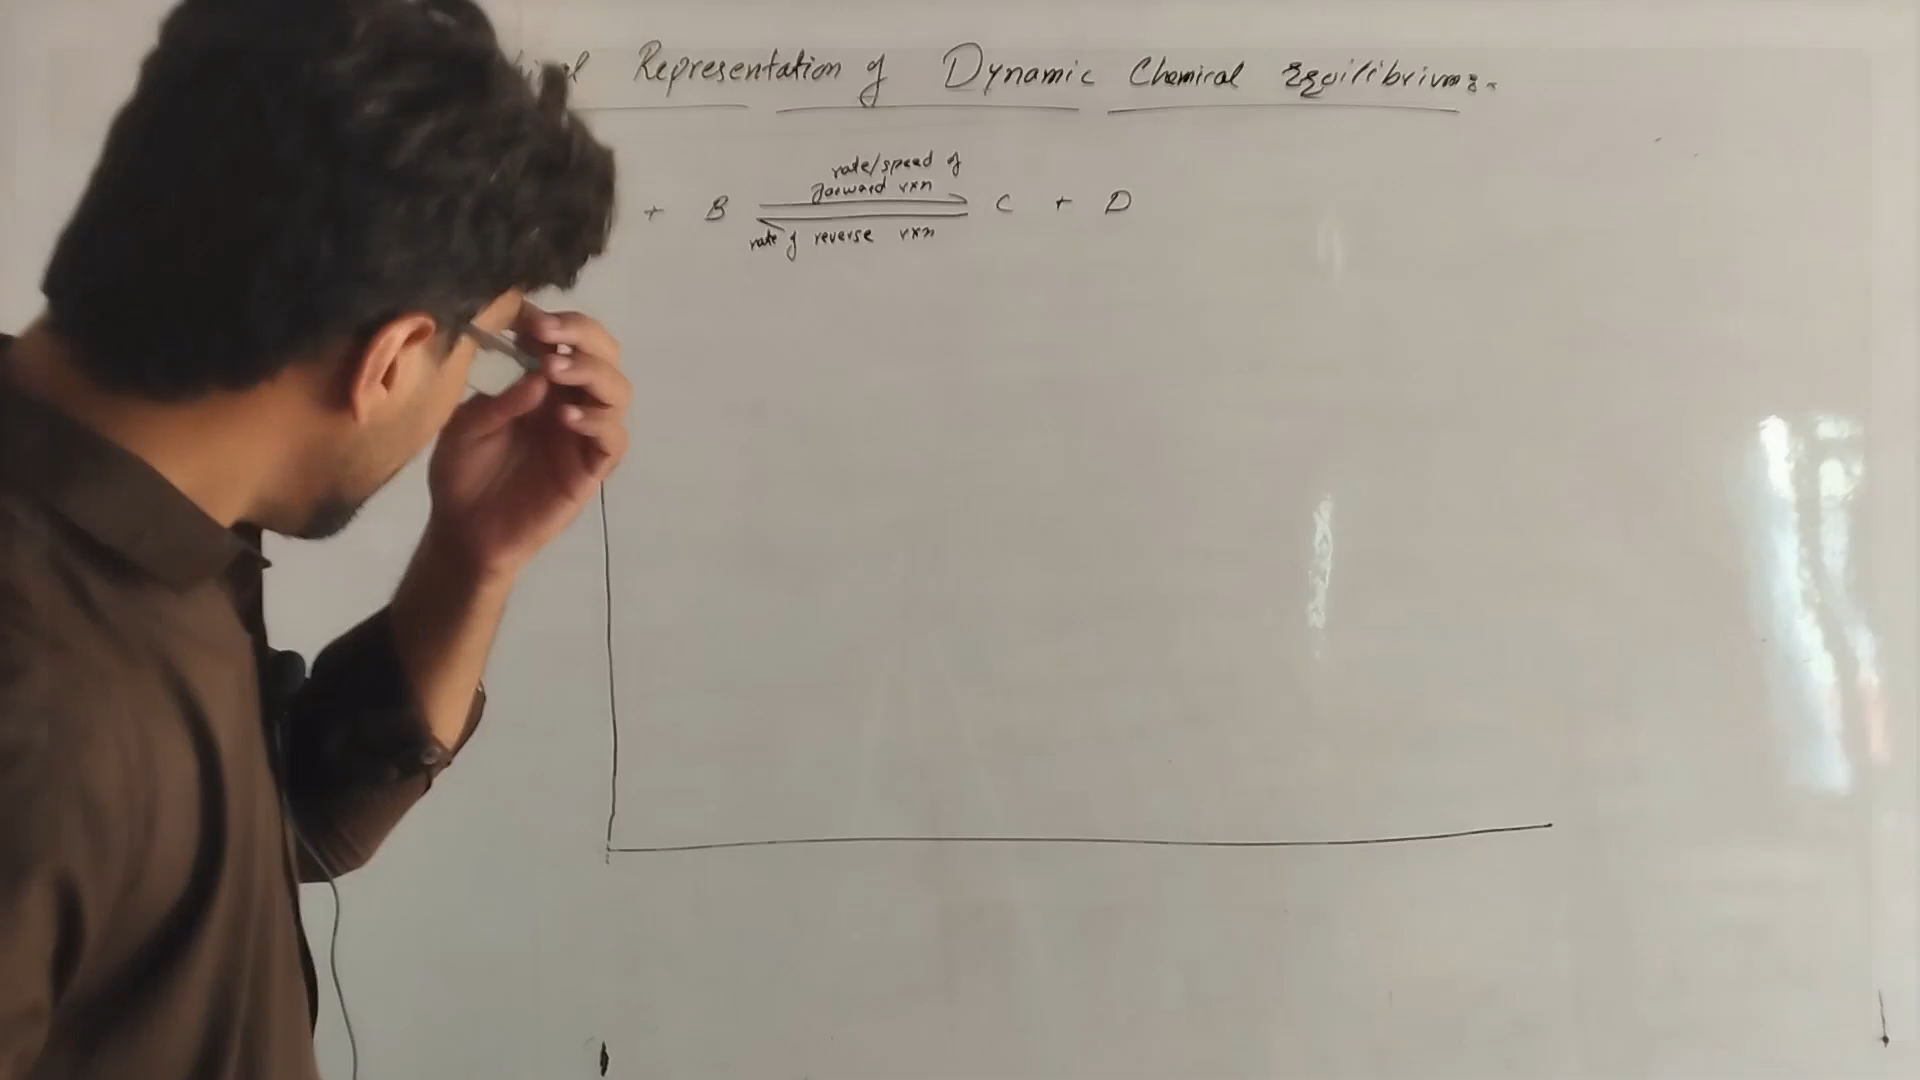 Representation of Dynamic Chemical Equilibrium:
rate/speed of
forward rxn
+ B ⇌ C + D
rate of reverse rxn